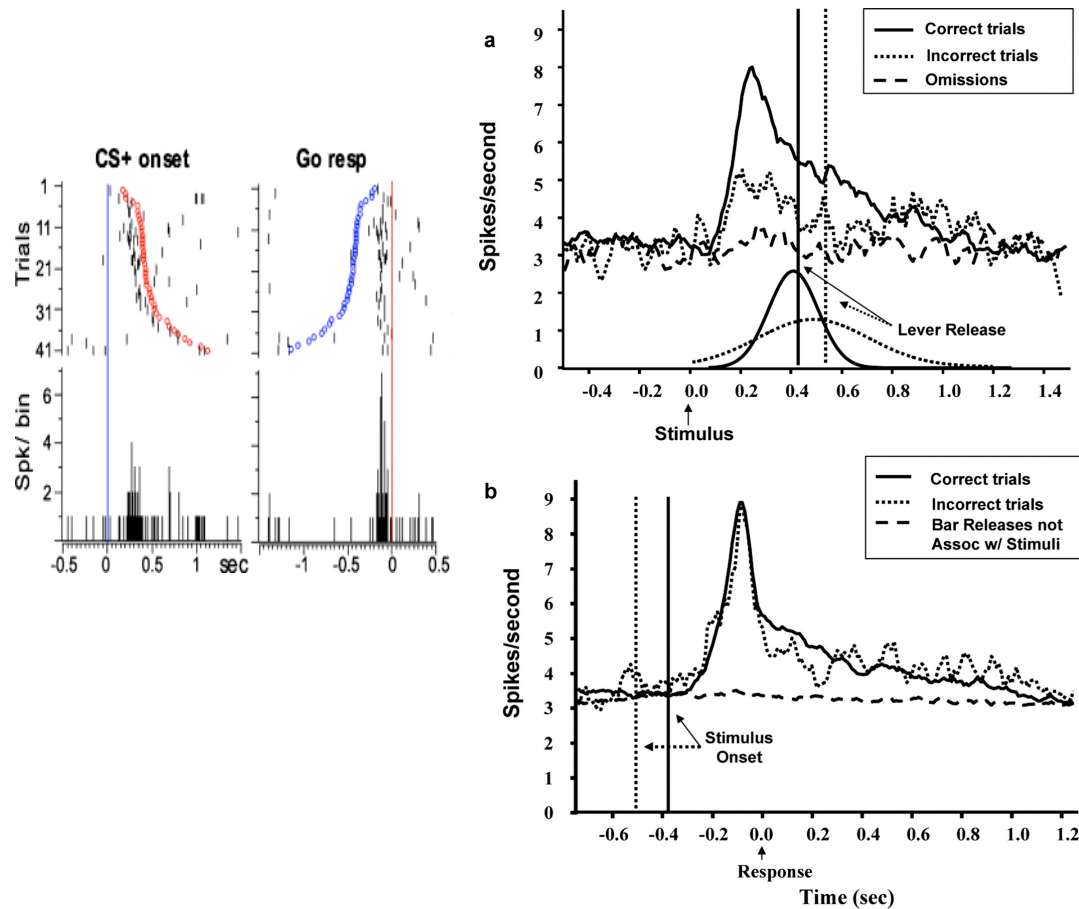 CS+ onset
Go resp
Trials
1
11
21
31
41
Spk/ bin
6
4
2
-0.5
0
0.5
1
sec
-1
-0.5
0
0.5
a
Spikes/second
9
8
7
6
5
4
3
2
1
0
Correct trials
Incorrect trials
Omissions
Lever Release
-0.4
-0.2
0.0
0.2
0.4
0.6
0.8
1.0
1.2
1.4
Stimulus
b
Spikes/second
9
8
7
6
5
4
3
2
1
0
Correct trials
Incorrect trials
Bar Releases not
Assoc w/ Stimuli
Stimulus
Onset
-0.6
-0.4
-0.2
0.0
0.2
0.4
0.6
0.8
1.0
1.2
Response
Time (sec)